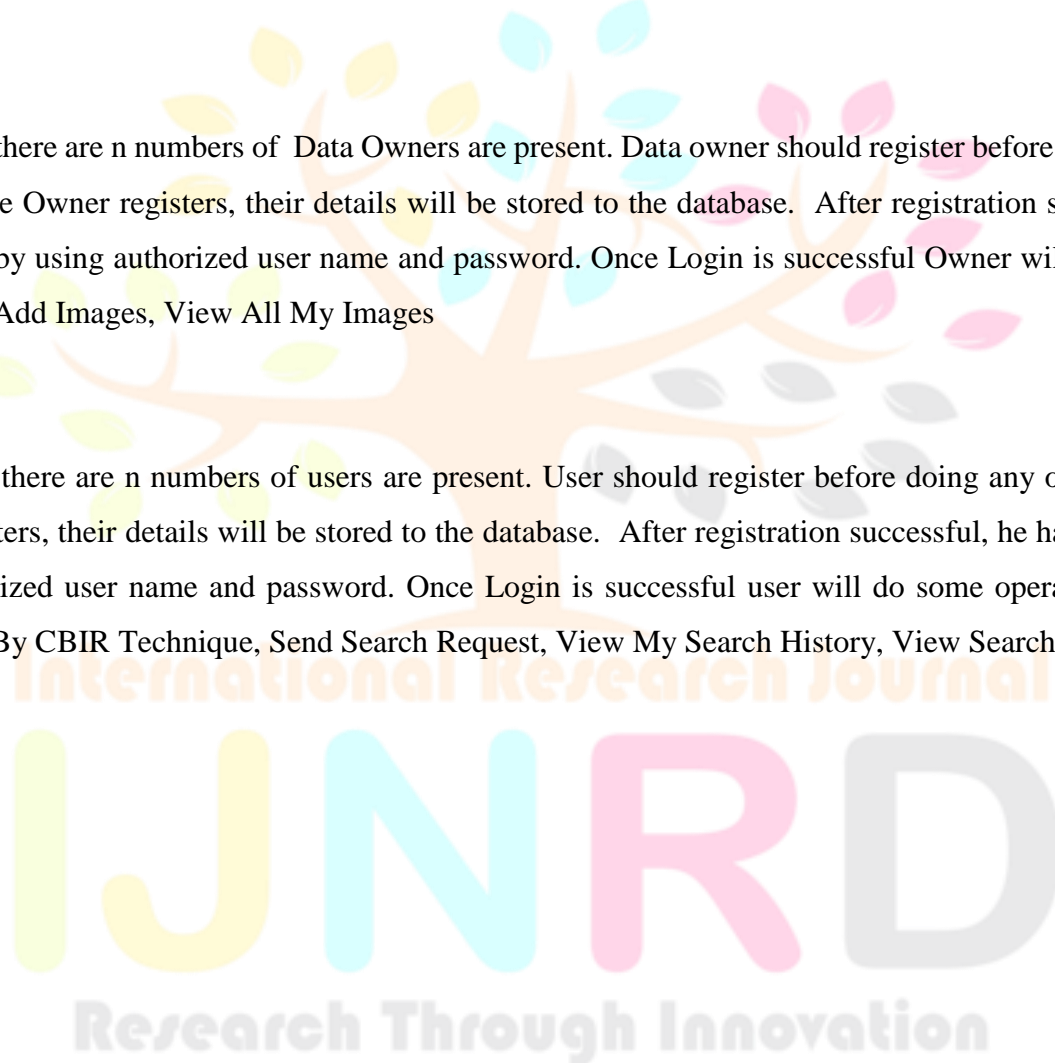 there are n numbers of Data Owners are present. Data owner should register before
e Owner registers, their details will be stored to the database. After registration s
by using authorized user name and password. Once Login is successful Owner wil
Add Images, View All My Images
there are n numbers of users are present. User should register before doing any o
ters, their details will be stored to the database. After registration successful, he ha
ized user name and password. Once Login is successful user will do some opera
By CBIR Technique, Send Search Request, View My Search History, View Search
International Research Journal
IJNRD
Research Through Innovation